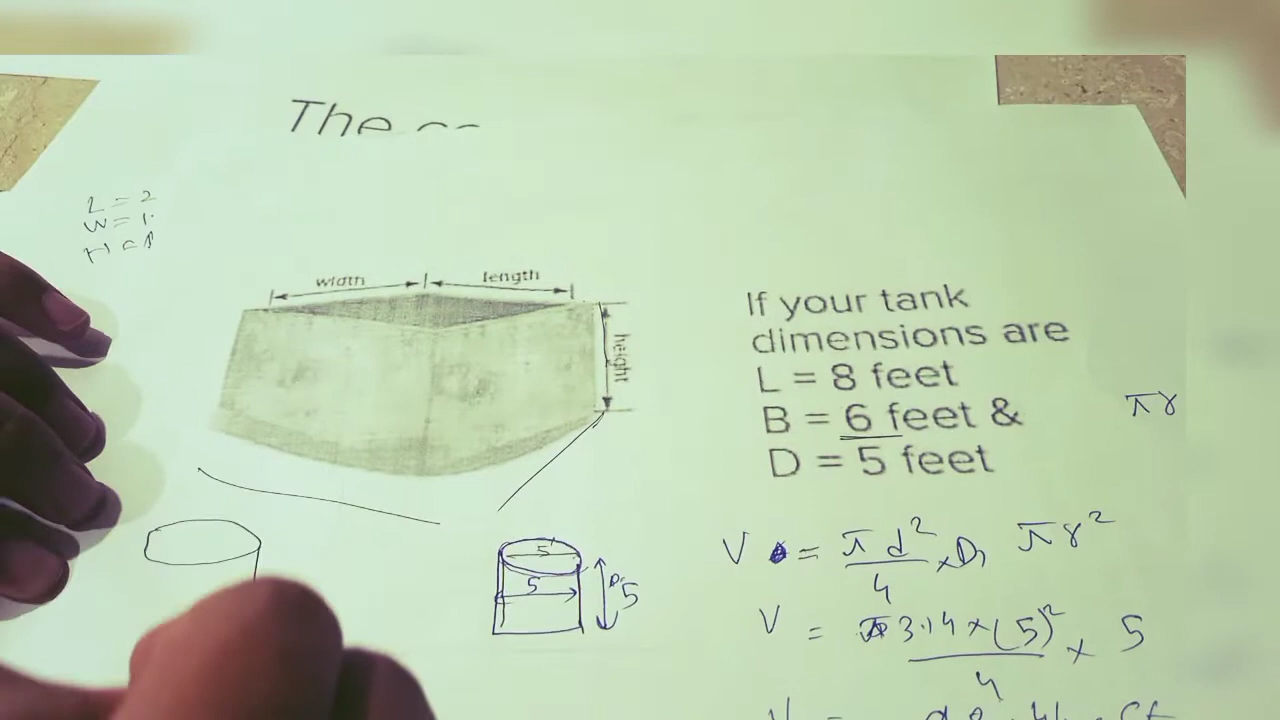 The
L = 2
W = 1
width
length
height
If your tank
dimensions are
L = 8 feet
B = 6 feet &
D = 5 feet
πr
5'
5
5
V = πd²/4 × D, πr²
V = 3.14 × (5)²/4 × 5